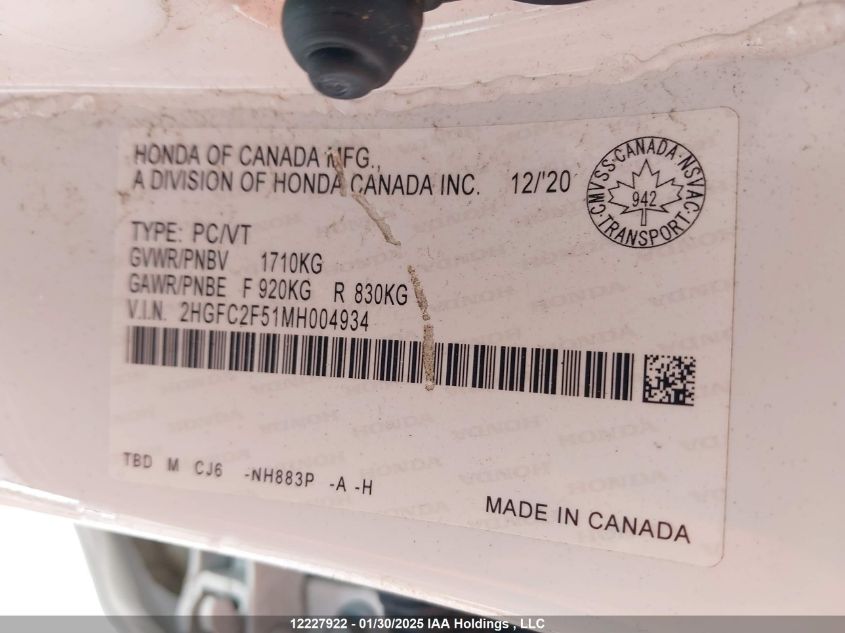 HONDA OF CANADA MFG.,
A DIVISION OF HONDA CANADA INC. 12/'20
CMVSS·CANADA·NSVAC·TRANSPORT·
942
TYPE: PC/VT
GVWR/PNBV 1710KG
GAWR/PNBE F 920KG R 830KG
V.I.N. 2HGFC2F51MH004934
TBD M CJ6 -NH883P -A -H
MADE IN CANADA
12227922 - 01/30/2025 IAA Holdings , LLC